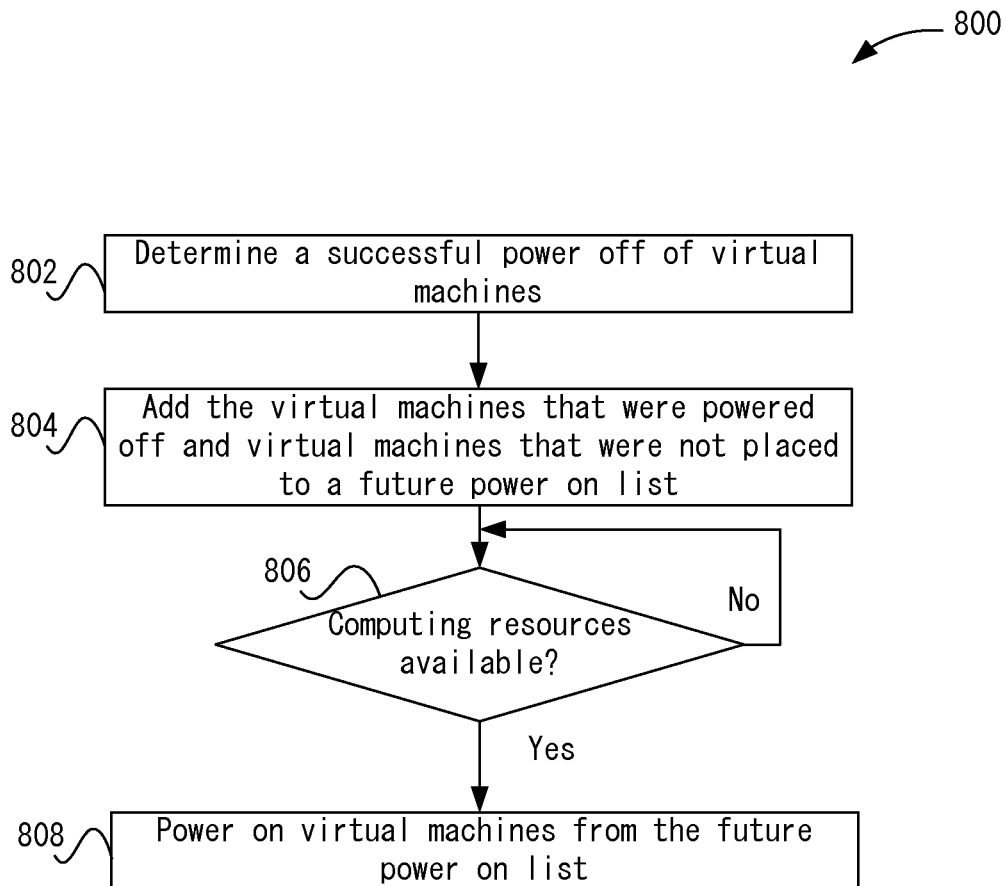 800
802
Determine a successful power off of virtual
machines
804
Add the virtual machines that were powered
off and virtual machines that were not placed
to a future power on list
806
Computing resources
available?
No
Yes
808
Power on virtual machines from the future
power on list